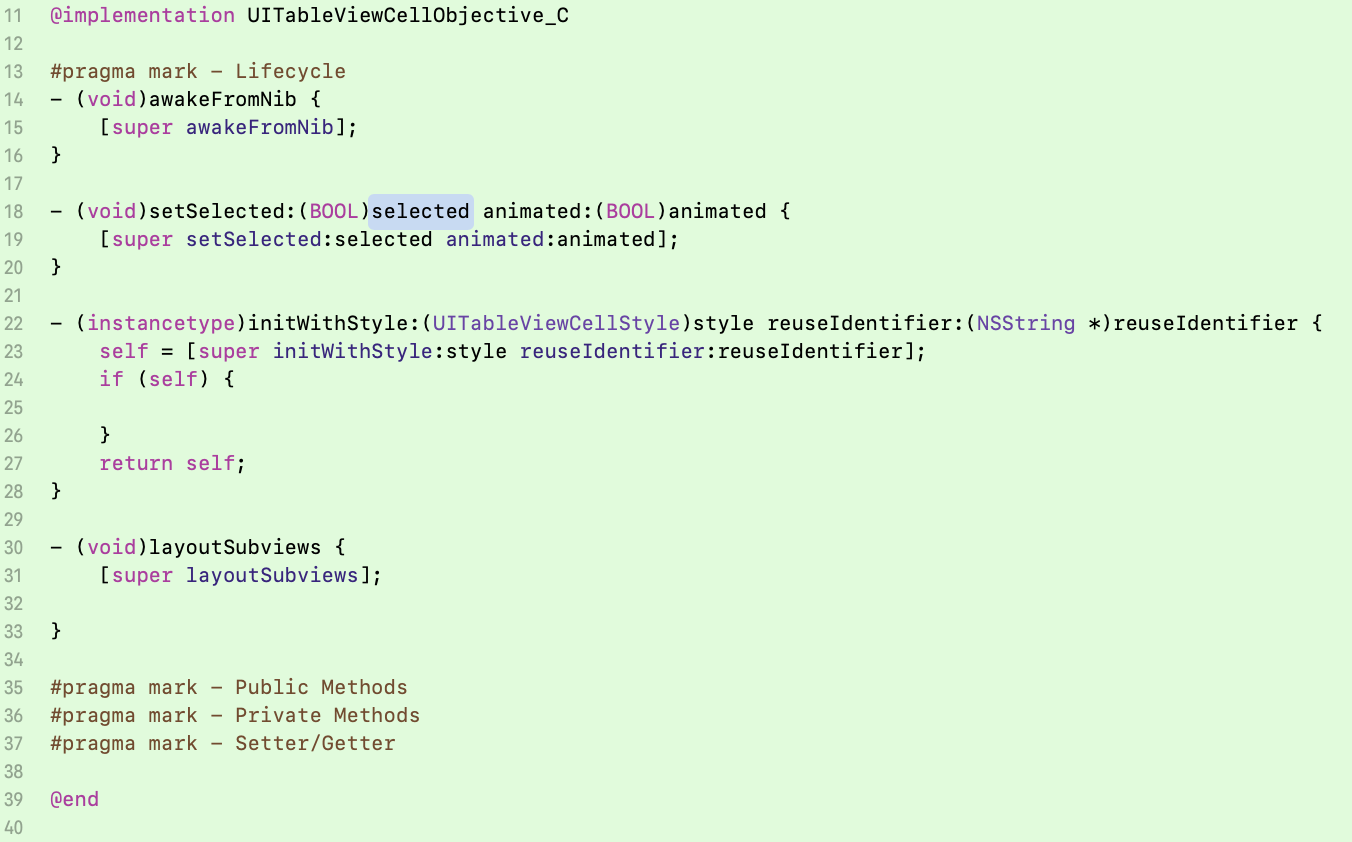 11 @implementation UITableViewCellObjective_C
12
13 #pragma mark - Lifecycle
14 - (void)awakeFromNib {
15     [super awakeFromNib];
16 }
17
18 - (void)setSelected:(BOOL)selected animated:(BOOL)animated {
19     [super setSelected:selected animated:animated];
20 }
21
22 - (instancetype)initWithStyle:(UITableViewCellStyle)style reuseIdentifier:(NSString *)reuseIdentifier {
23     self = [super initWithStyle:style reuseIdentifier:reuseIdentifier];
24     if (self) {
25
26     }
27     return self;
28 }
29
30 - (void)layoutSubviews {
31     [super layoutSubviews];
32
33 }
34
35 #pragma mark - Public Methods
36 #pragma mark - Private Methods
37 #pragma mark - Setter/Getter
38
39 @end
40